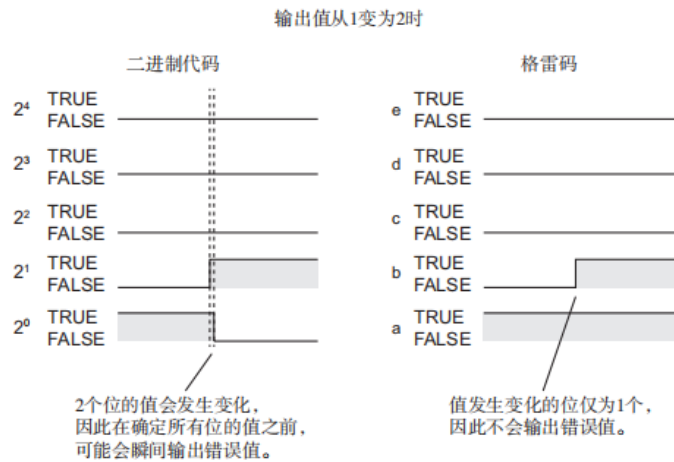 输出值从1变为2时
二进制代码
2⁴ TRUE
FALSE
2³ TRUE
FALSE
2² TRUE
FALSE
2¹ TRUE
FALSE
2⁰ TRUE
FALSE
2个位的值会发生变化，
因此在确定所有位的值之前，
可能会瞬间输出错误值。
格雷码
e TRUE
FALSE
d TRUE
FALSE
c TRUE
FALSE
b TRUE
FALSE
a TRUE
FALSE
值发生变化的位仅为1个，
因此不会输出错误值。